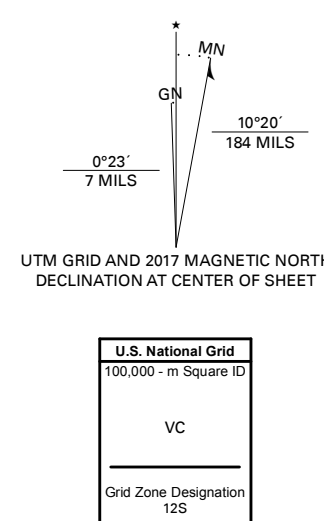 ★
MN
GN
10°20´
184 MILS
0°23´
7 MILS
UTM GRID AND 2017 MAGNETIC NORTH
DECLINATION AT CENTER OF SHEET
U.S. National Grid
100,000 - m Square ID
VC
Grid Zone Designation
12S